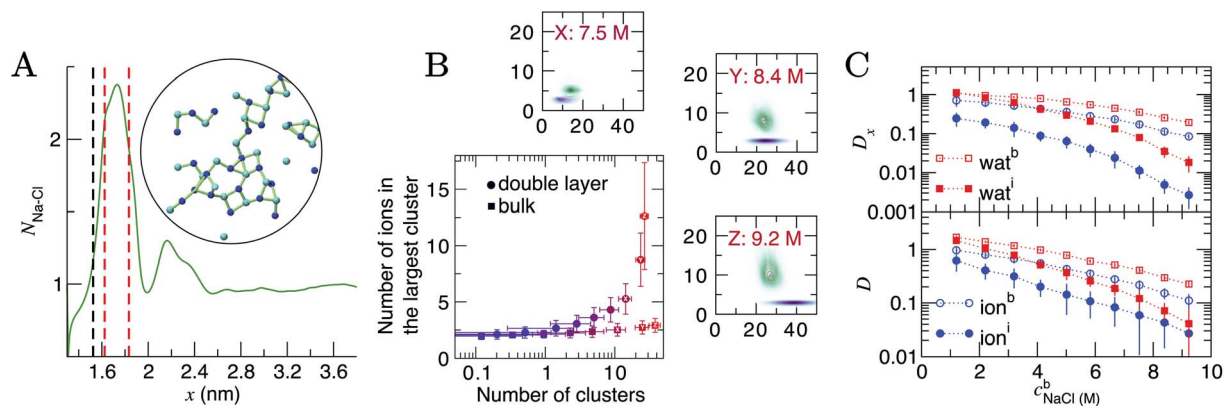 A
N_Na-Cl
2
1
1.6 2 2.4 2.8 3.2 3.6
x (nm)
B
X: 7.5 M
20
10
0
0 20 40
Y: 8.4 M
20
10
0
0 20 40
Z: 9.2 M
20
10
0
0 20 40
double layer
bulk
Number of ions in
the largest cluster
15
10
5
0
0.1 1 10
Number of clusters
X
Y
Z
X
Y
Z
C
D_x
1
0.1
0.01
0.001
wat^b
wat^i
D
1
0.1
0.01
ion^b
ion^i
0 2 4 6 8 10
c^b_NaCl (M)